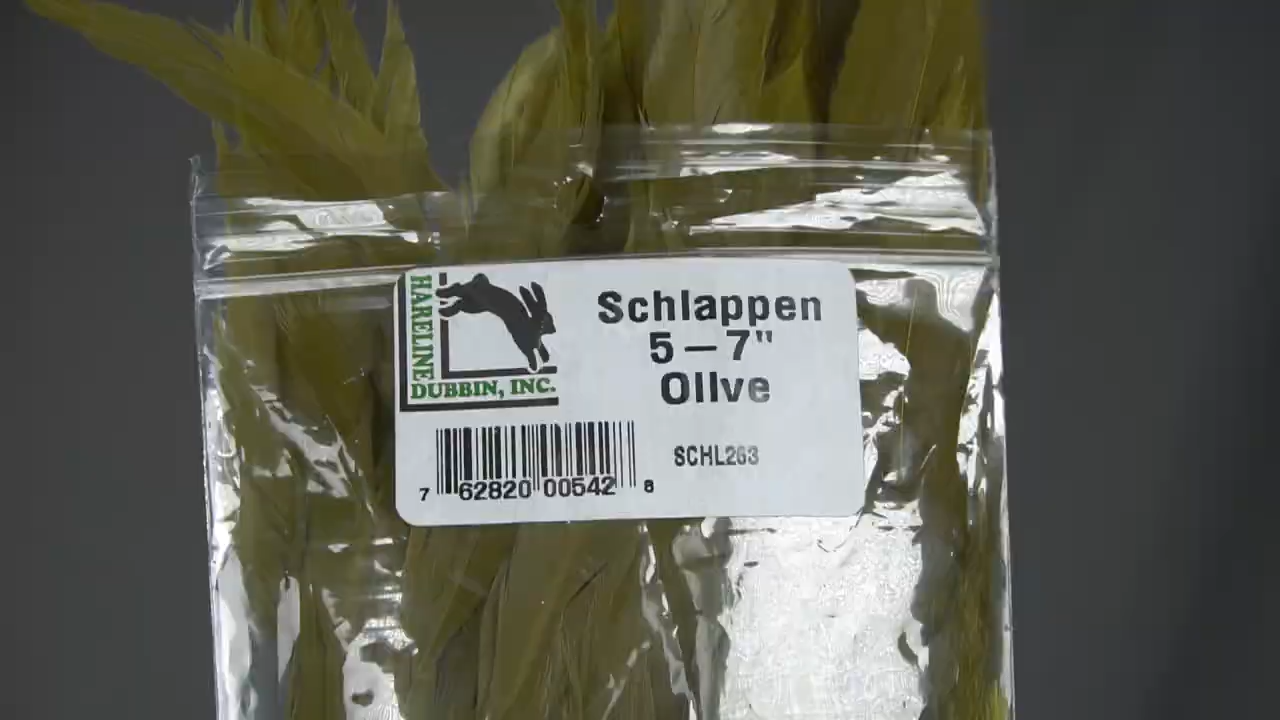 HARELINE
DUBBIN, INC.
Schlappen
5–7"
Olive
SCHL263
7 62820 00542 8